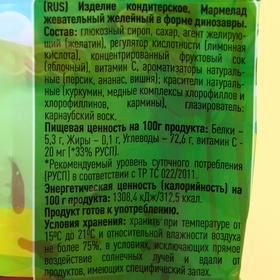 (RUS) Изделие кондитерское. Мармелад
жевательный желейный в форме динозавры.
Состав: глюкозный сироп, сахар, агент желирую-
щий (желатин), регулятор кислотности (лимонная
кислота), концентрированный фруктовый сок
(яблочный), витамин С, ароматизаторы натураль-
ные (персик, ананас, вишня); красители натураль-
ные (куркумин, медные комплексы хлорофиллов и
хлорофиллинов, кармины), глазирователь:
карнаубский воск.
Пищевая ценность на 100г продукта: Белки –
5,3 г, Жиры – 0,1 г, Углеводы – 72,6 г, витамин С -
20 мг (*33% РУСП).
*Рекомендуемый уровень суточного потребления
(РУСП) в соответствии с ТР ТС 022/2011.
Энергетическая ценность (калорийность) на
100 г продукта: 1308,4 кДж/312,5 ккал.
Продукт готов к употреблению.
Условия хранения: хранить при температуре от
15°С до 21°С и относительной влажности воздуха
не более 75%, в условиях, исключающих прямое
воздействие солнечных лучей и вдали от
продуктов, имеющих специфический запах.